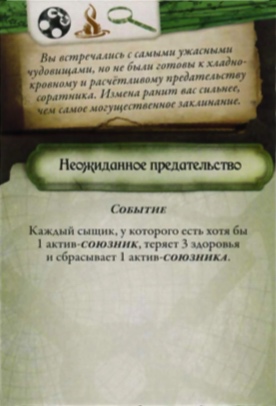 Вы встречались с самыми ужасными
чудовищами, но не были готовы к хладно-
кровному и расчётливому предательству
соратника. Измена ранит вас сильнее,
чем самое могущественное заклинание.
Неожиданное предательство
Событие
Каждый сыщик, у которого есть хотя бы
1 актив-союзник, теряет 3 здоровья
и сбрасывает 1 актив-союзника.